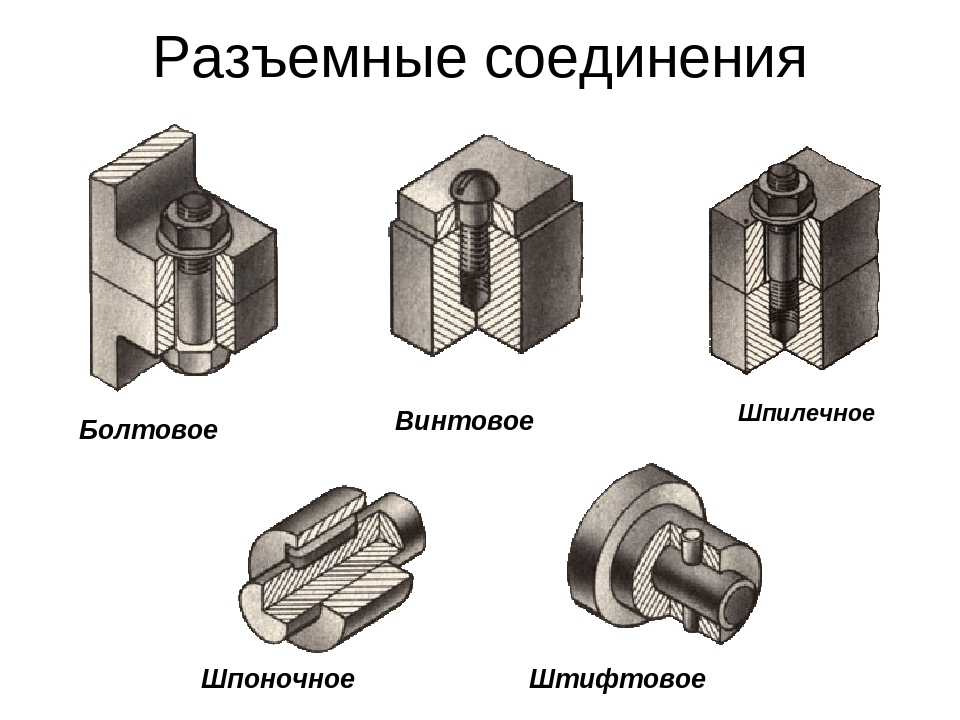 Разъемные соединения
Болтовое
Винтовое
Шпилечное
Шпоночное
Штифтовое